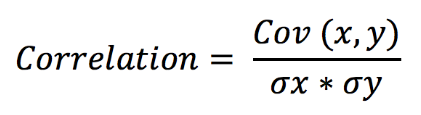 Correlation = Cov (x, y) / σx * σy